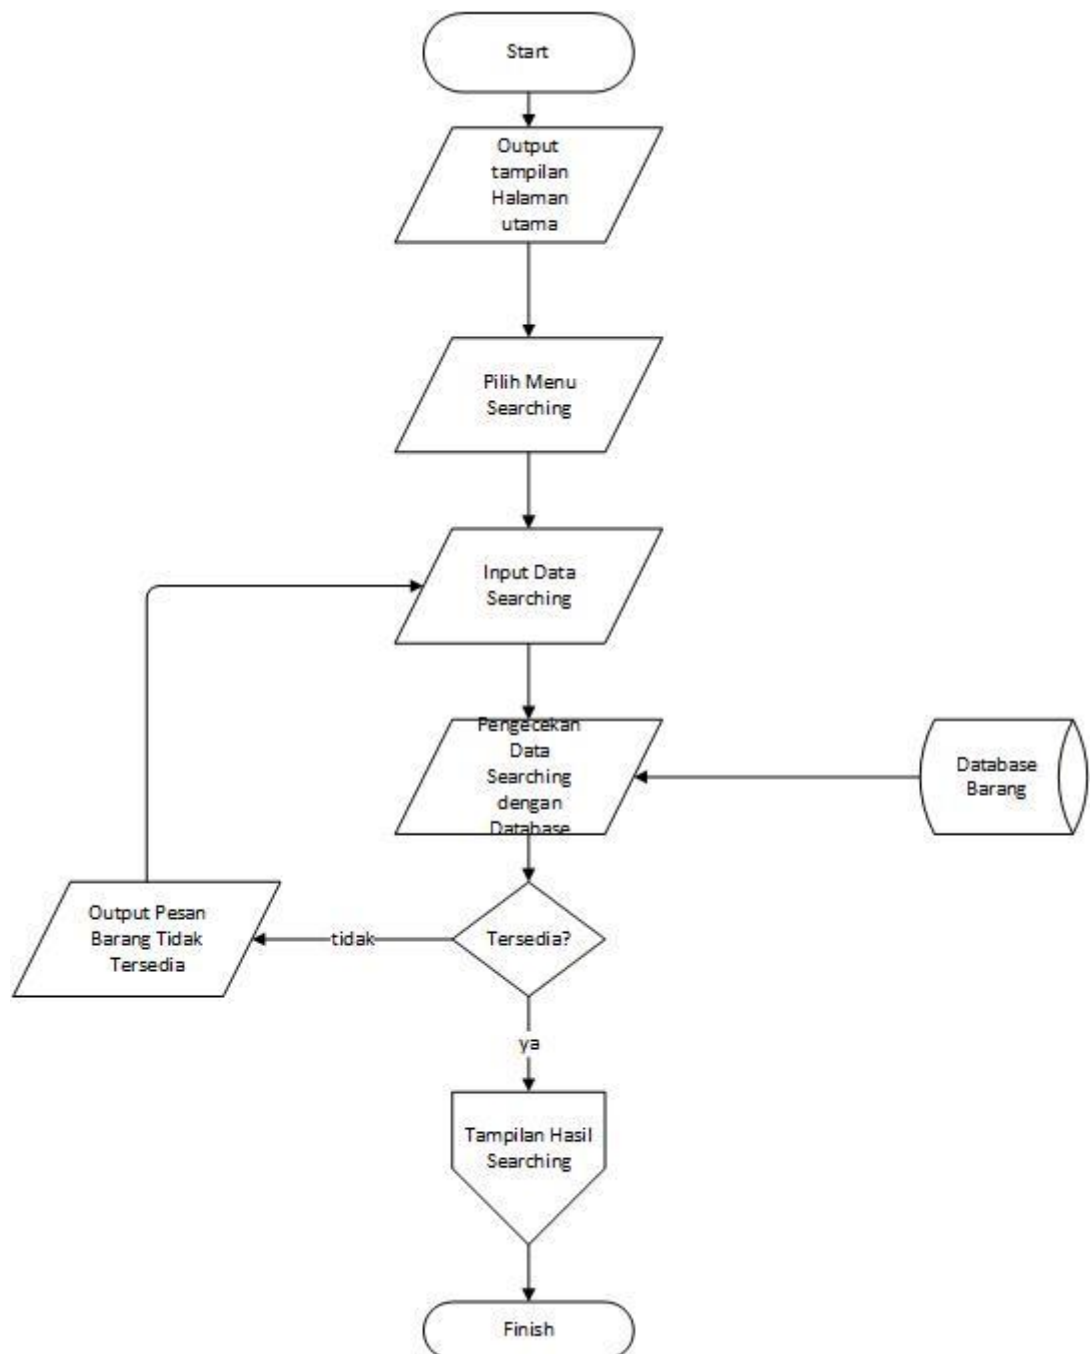 Start
Output
tampilan
Halaman
utama
Pilih Menu
Searching
Input Data
Searching
Pengecekan
Data
Searching
dengan
Database
Database
Barang
Output Pesan
Barang Tidak
Tersedia
tidak
Tersedia?
ya
Tampilan Hasil
Searching
Finish